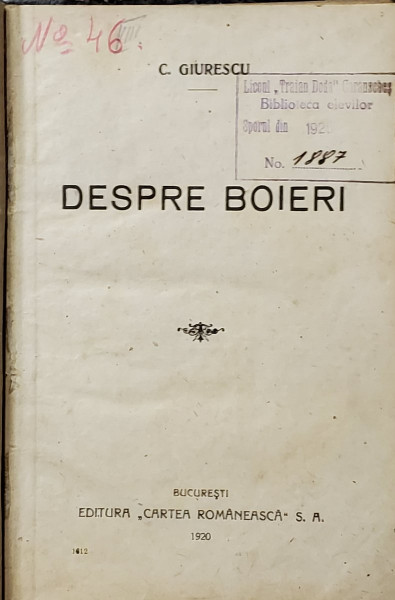 No. 46.
C. GIURESCU
Liceul „Traian Doda" Caransebeș
Biblioteca elevilor
Sporul din 192
No. 1887
DESPRE BOIERI
BUCUREȘTI
EDITURA „CARTEA ROMÂNEASCĂ" S. A.
1920
1612